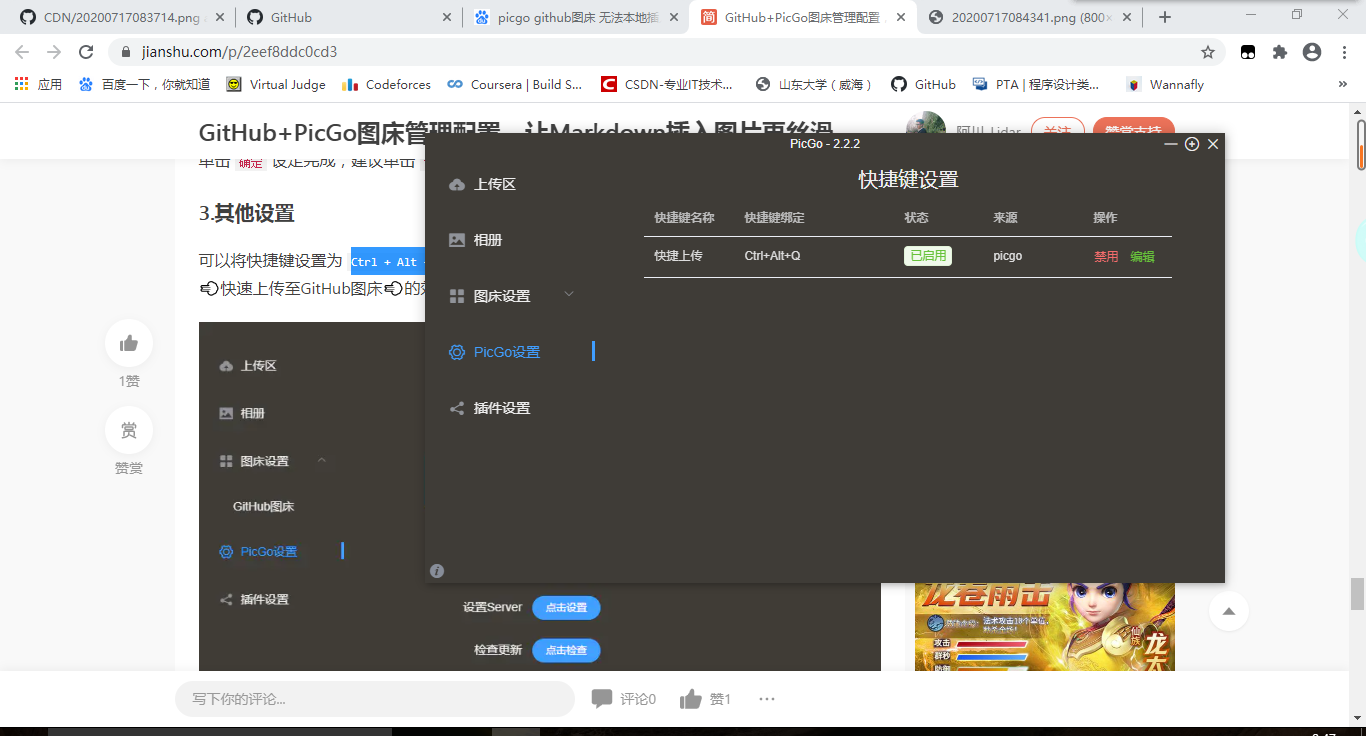 CDN/20200717083714.png
GitHub
picgo github图床 无法本地插
GitHub+PicGo图床管理配置
20200717084341.png (800×
jianshu.com/p/2eef8ddc0cd3
应用 百度一下,你就知道 Virtual Judge Codeforces Coursera | Build S... CSDN-专业IT技术... 山东大学(威海) GitHub PTA | 程序设计类... Wannafly
GitHub+PicGo图床管理配置,让Markdown插入图片更丝滑
阿川 Lidar 关注 赞赏支持
单击 确定 设定完成,建议单击
3.其他设置
可以将快捷键设置为 Ctrl + Alt
快速上传至GitHub图床
1赞
赏
赞赏
上传区
相册
图床设置
GitHub图床
PicGo设置
插件设置
设置Server 点击设置
检查更新 点击检查
PicGo - 2.2.2
上传区
相册
图床设置
PicGo设置
插件设置
快捷键设置
快捷键名称 快捷键绑定 状态 来源 操作
快捷上传 Ctrl+Alt+Q 已启用 picgo 禁用 编辑
龙卷雨击
攻击
群秒
防御
仙族
写下你的评论...
评论0
赞1